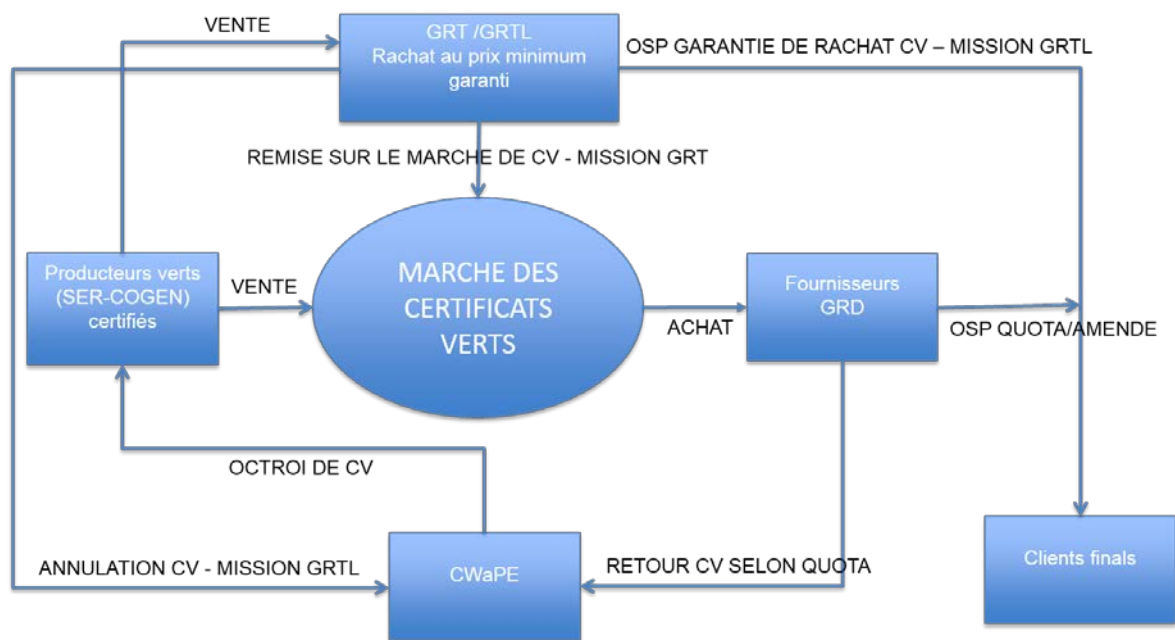 VENTE
GRT /GRTL
Rachat au prix minimum
garanti
OSP GARANTIE DE RACHAT CV – MISSION GRTL
REMISE SUR LE MARCHE DE CV - MISSION GRT
Producteurs verts
(SER-COGEN)
certifiés
VENTE
MARCHE DES
CERTIFICATS
VERTS
ACHAT
Fournisseurs
GRD
OSP QUOTA/AMENDE
OCTROI DE CV
ANNULATION CV - MISSION GRTL
CWaPE
RETOUR CV SELON QUOTA
Clients finals